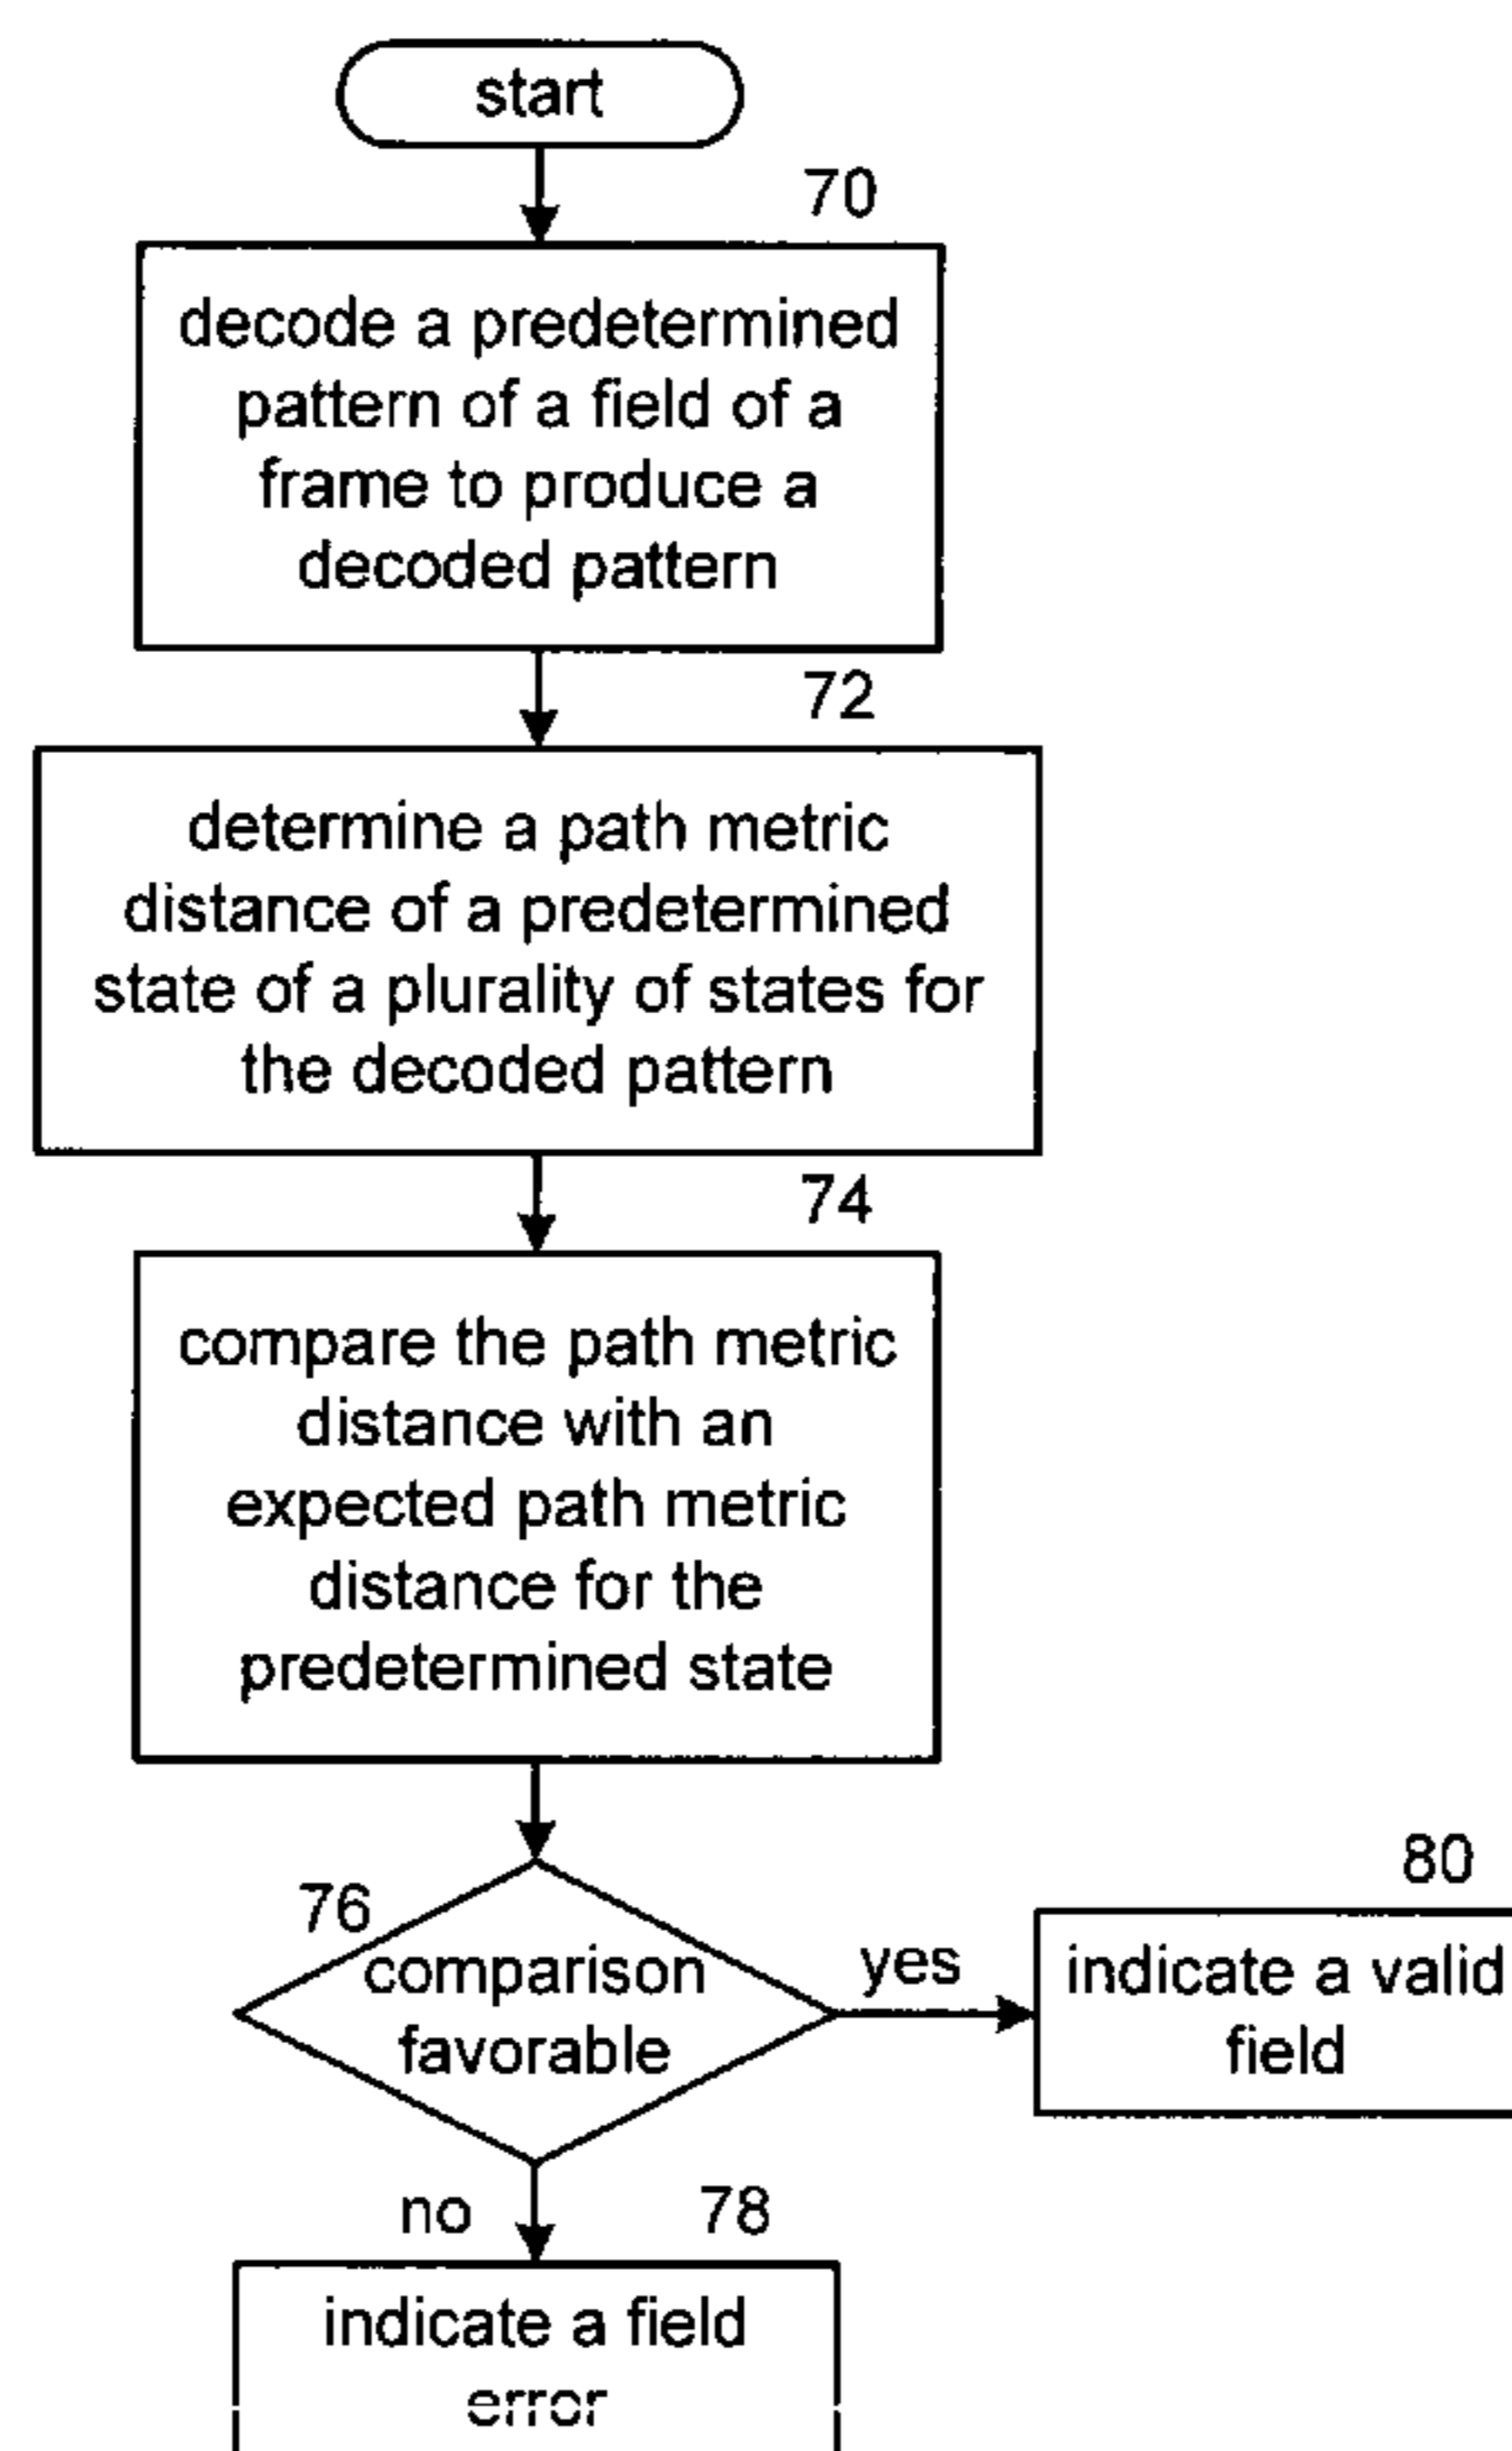 start
70
decode a predetermined
pattern of a field of a
frame to produce a
decoded pattern
72
determine a path metric
distance of a predetermined
state of a plurality of states for
the decoded pattern
74
compare the path metric
distance with an
expected path metric
distance for the
predetermined state
76
comparison
favorable
yes
80
indicate a valid
field
no
78
indicate a field
error